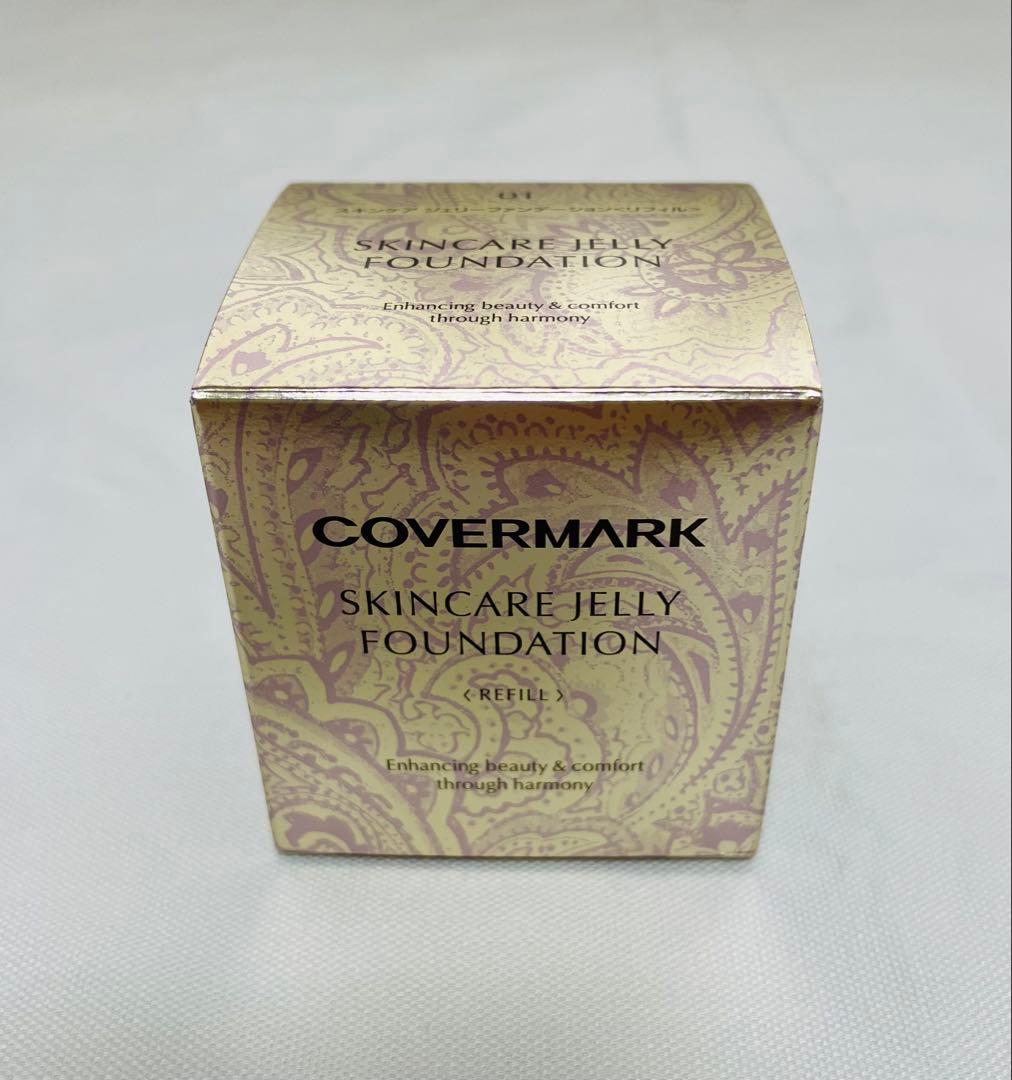 01
スキンケア ジェリーファンデーション〈リフィル〉
SKINCARE JELLY
FOUNDATION
Enhancing beauty & comfort
through harmony
COVERMARK
SKINCARE JELLY
FOUNDATION
〈 REFILL 〉
Enhancing beauty & comfort
through harmony